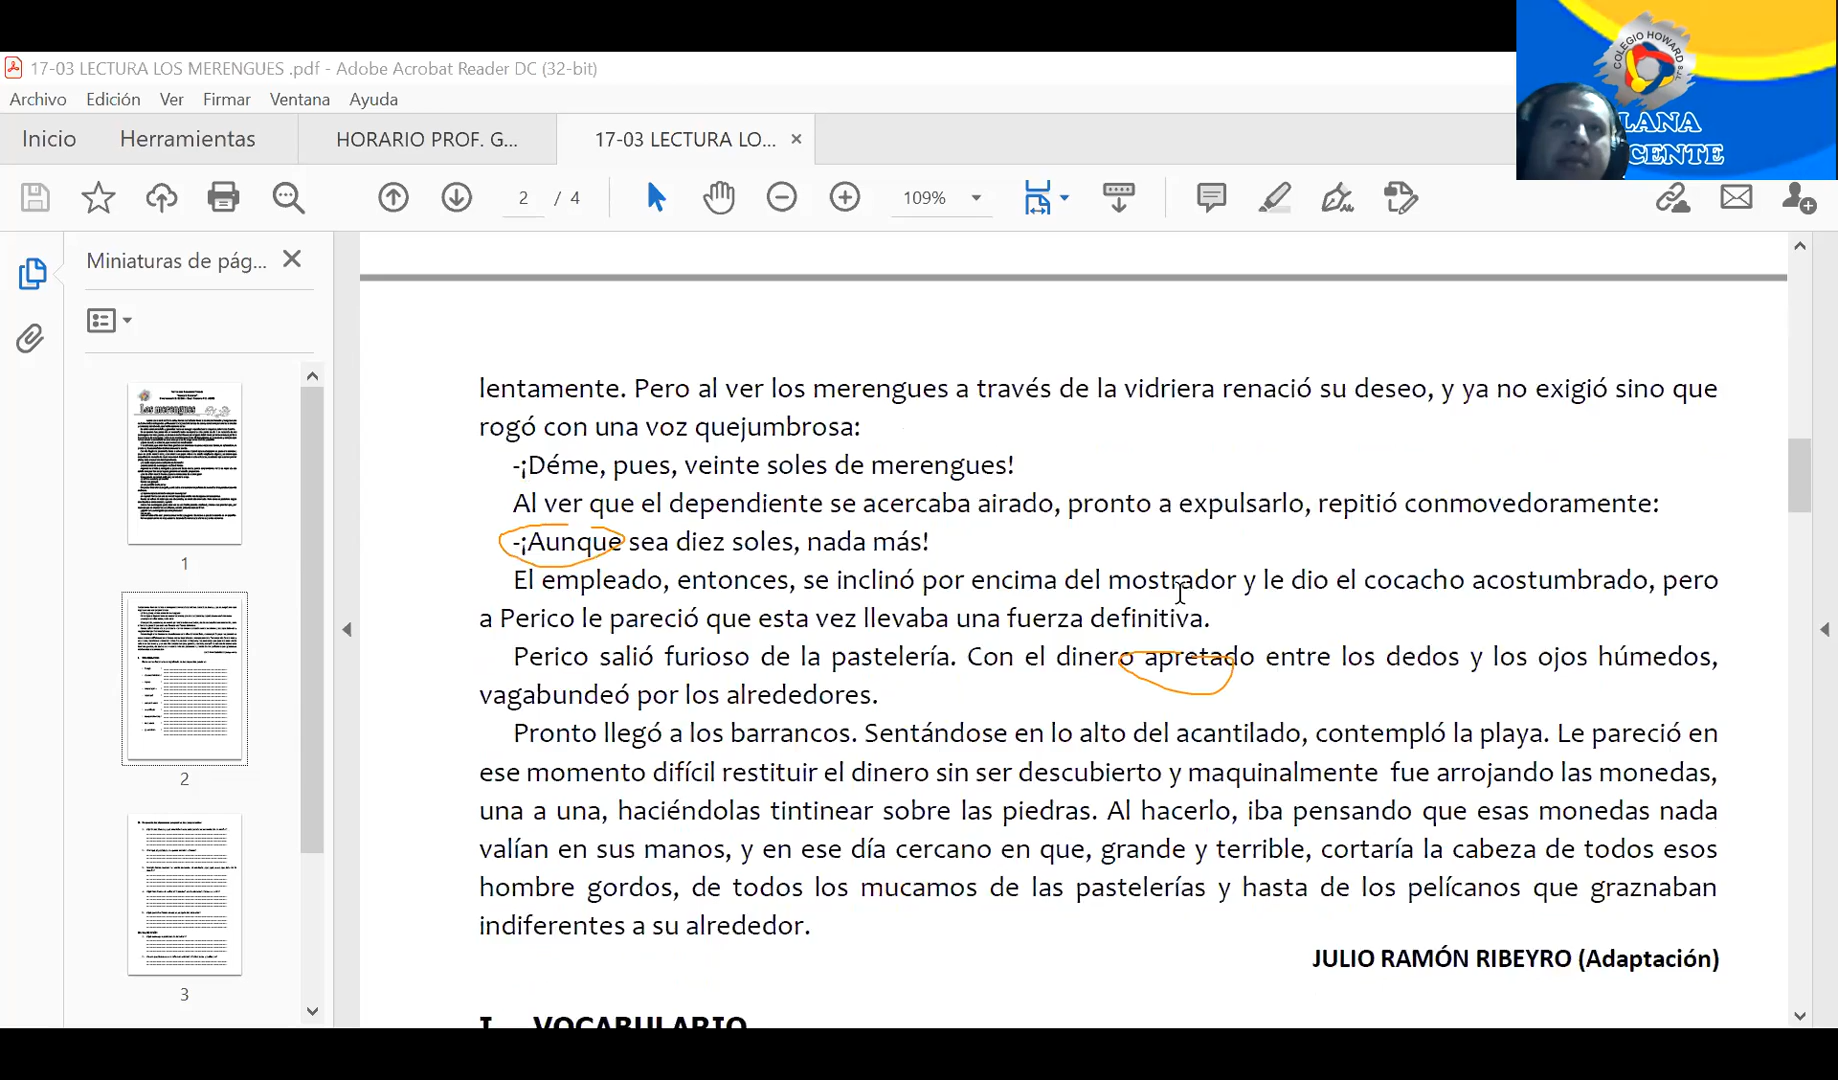 17-03 LECTURA LOS MERENGUES .pdf - Adobe Acrobat Reader DC (32-bit)
Archivo Edición Ver Firmar Ventana Ayuda
Inicio Herramientas HORARIO PROF. G... 17-03 LECTURA LO... ×
2 / 4 109%
COLEGIO HOWARD
LANA
CENTE
Miniaturas de pág...
Los merengues
1
2
3
lentamente. Pero al ver los merengues a través de la vidriera renació su deseo, y ya no exigió sino que
rogó con una voz quejumbrosa:
-¡Déme, pues, veinte soles de merengues!
Al ver que el dependiente se acercaba airado, pronto a expulsarlo, repitió conmovedoramente:
-¡Aunque sea diez soles, nada más!
El empleado, entonces, se inclinó por encima del mostrador y le dio el cocacho acostumbrado, pero
a Perico le pareció que esta vez llevaba una fuerza definitiva.
Perico salió furioso de la pastelería. Con el dinero apretado entre los dedos y los ojos húmedos,
vagabundeó por los alrededores.
Pronto llegó a los barrancos. Sentándose en lo alto del acantilado, contempló la playa. Le pareció en
ese momento difícil restituir el dinero sin ser descubierto y maquinalmente fue arrojando las monedas,
una a una, haciéndolas tintinear sobre las piedras. Al hacerlo, iba pensando que esas monedas nada
valían en sus manos, y en ese día cercano en que, grande y terrible, cortaría la cabeza de todos esos
hombre gordos, de todos los mucamos de las pastelerías y hasta de los pelícanos que graznaban
indiferentes a su alrededor.
JULIO RAMÓN RIBEYRO (Adaptación)
I. VOCABULARIO